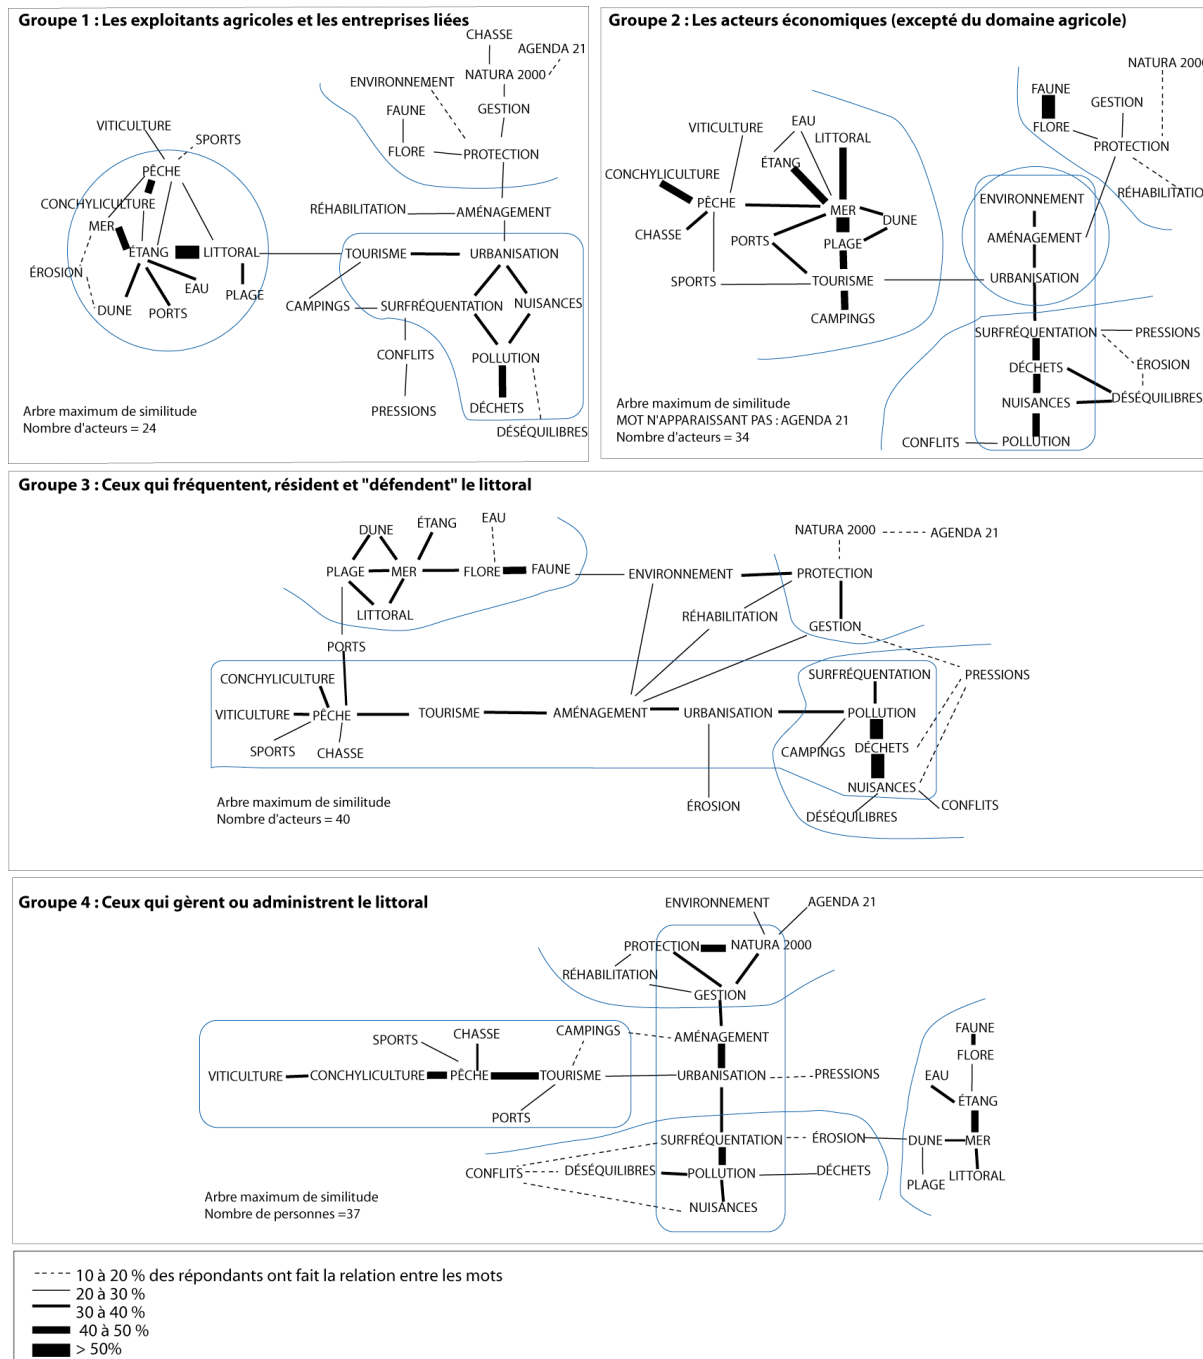 Groupe 1 : Les exploitants agricoles et les entreprises liées
CHASSE
AGENDA 21
NATURA 2000
ENVIRONNEMENT
FAUNE
GESTION
VITICULTURE
SPORTS
FLORE
PROTECTION
PÊCHE
CONCHYLICULTURE
RÉHABILITATION
AMÉNAGEMENT
MER
ÉTANG
LITTORAL
TOURISME
URBANISATION
ÉROSION
EAU
PLAGE
DUNE
PORTS
CAMPINGS
SURFRÉQUENTATION
NUISANCES
CONFLITS
POLLUTION
PRESSIONS
DÉCHETS
DÉSÉQUILIBRES
Arbre maximum de similitude
Nombre d'acteurs = 24
Groupe 2 : Les acteurs économiques (excepté du domaine agricole)
NATURA 2000
FAUNE
GESTION
EAU
VITICULTURE
LITTORAL
FLORE
PROTECTION
ÉTANG
CONCHYLICULTURE
RÉHABILITATION
PÊCHE
MER
ENVIRONNEMENT
DUNE
CHASSE
PORTS
PLAGE
AMÉNAGEMENT
SPORTS
TOURISME
URBANISATION
CAMPINGS
SURFRÉQUENTATION
PRESSIONS
DÉCHETS
ÉROSION
NUISANCES
DÉSÉQUILIBRES
CONFLITS
POLLUTION
Arbre maximum de similitude
MOT N'APPARAISSANT PAS : AGENDA 21
Nombre d'acteurs = 34
Groupe 3 : Ceux qui fréquentent, résident et "défendent" le littoral
EAU
DUNE
ÉTANG
NATURA 2000
AGENDA 21
PLAGE
MER
FLORE
FAUNE
ENVIRONNEMENT
PROTECTION
LITTORAL
RÉHABILITATION
GESTION
PORTS
CONCHYLICULTURE
SURFRÉQUENTATION
PRESSIONS
VITICULTURE
PÊCHE
TOURISME
AMÉNAGEMENT
URBANISATION
POLLUTION
SPORTS
CHASSE
CAMPINGS
DÉCHETS
NUISANCES
ÉROSION
CONFLITS
DÉSÉQUILIBRES
Arbre maximum de similitude
Nombre d'acteurs = 40
Groupe 4 : Ceux qui gèrent ou administrent le littoral
ENVIRONNEMENT
AGENDA 21
PROTECTION
NATURA 2000
RÉHABILITATION
GESTION
SPORTS
CHASSE
CAMPINGS
AMÉNAGEMENT
FAUNE
FLORE
VITICULTURE
CONCHYLICULTURE
PÊCHE
TOURISME
URBANISATION
PRESSIONS
EAU
ÉTANG
PORTS
SURFRÉQUENTATION
ÉROSION
DUNE
MER
CONFLITS
DÉSÉQUILIBRES
POLLUTION
DÉCHETS
PLAGE
LITTORAL
NUISANCES
Arbre maximum de similitude
Nombre de personnes =37
10 à 20 % des répondants ont fait la relation entre les mots
20 à 30 %
30 à 40 %
40 à 50 %
> 50%